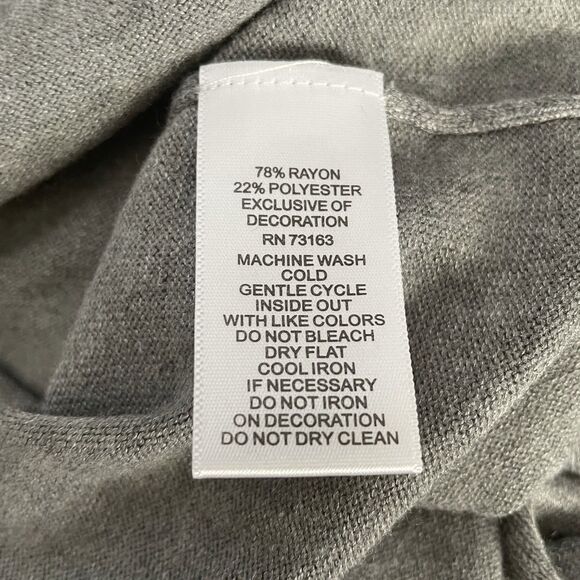 78% RAYON
22% POLYESTER
EXCLUSIVE OF
DECORATION
RN 73163
MACHINE WASH
COLD
GENTLE CYCLE
INSIDE OUT
WITH LIKE COLORS
DO NOT BLEACH
DRY FLAT
COOL IRON
IF NECESSARY
DO NOT IRON
ON DECORATION
DO NOT DRY CLEAN